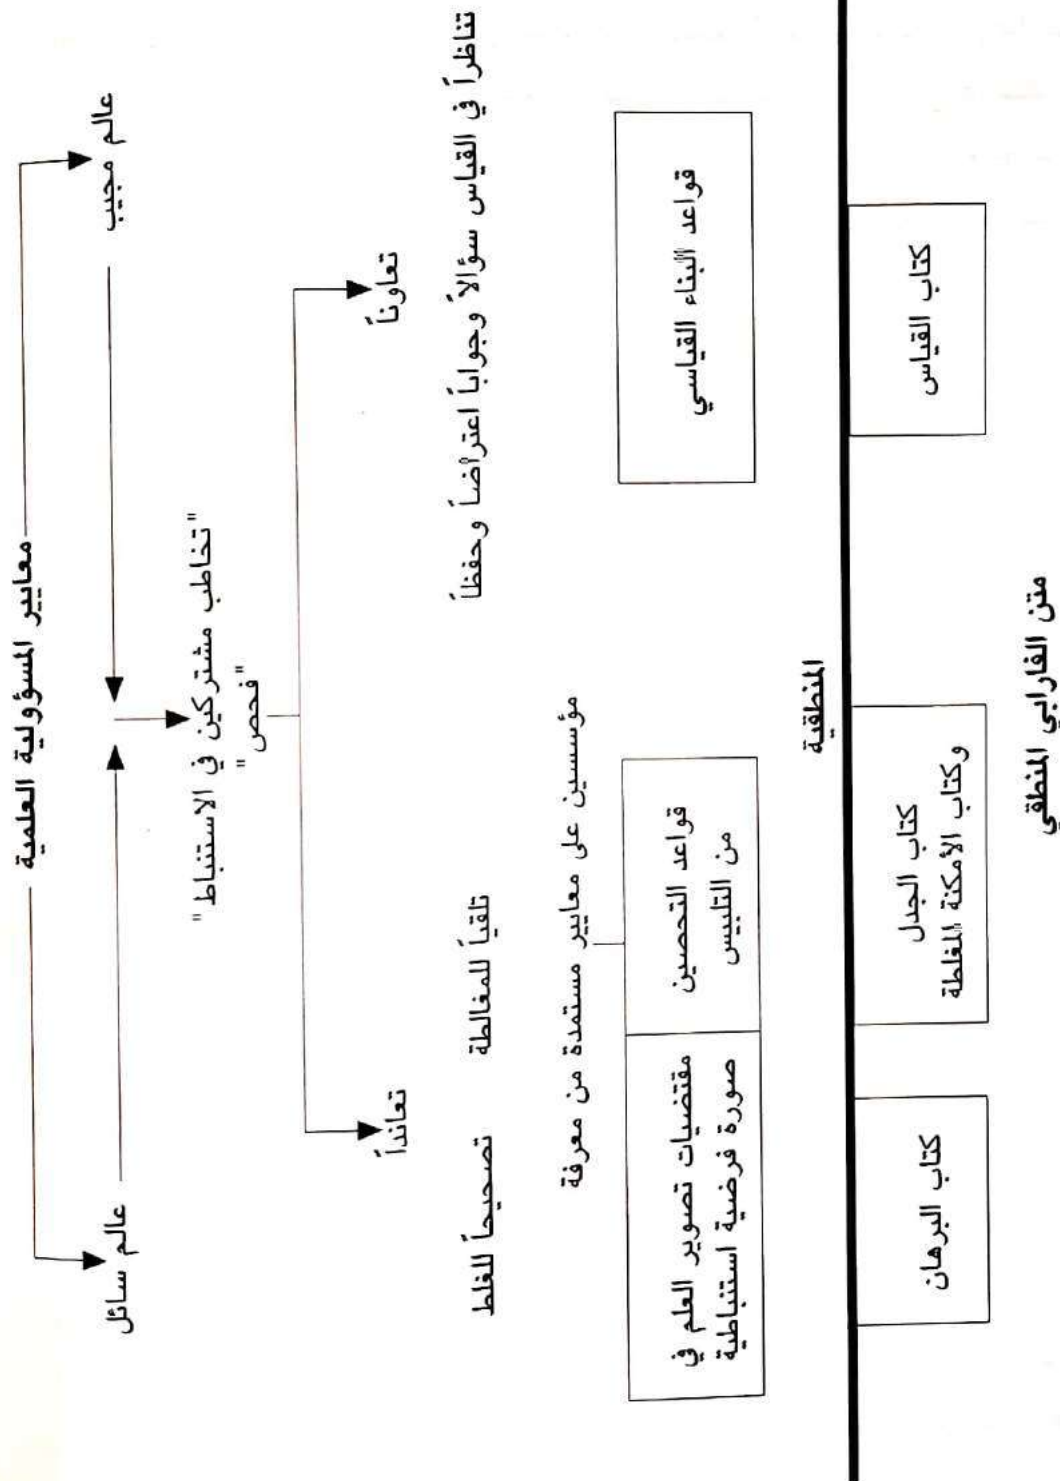 معايير المسؤولية العلمية
عالم مجيب
عالم سائل
"تخاطب مشتركين في الاستنباط"
"فحص"
تعاوناً
تعانداً
تناظراً في القياس سؤالاً وجواباً اعتراضاً وحفظاً
تلقياً للمغالطة
تصحيحاً للغلط
مؤسسين على معايير مستمدة من معرفة
قواعد البناء القياسي
قواعد التحصين
من التلبيس
مقتضيات تصوير العلم في
صورة فرضية استنباطية
المنطقية
كتاب القياس
كتاب الجدل
وكتاب الأمكنة المغلطة
كتاب البرهان
متن الفارابي المنطقي